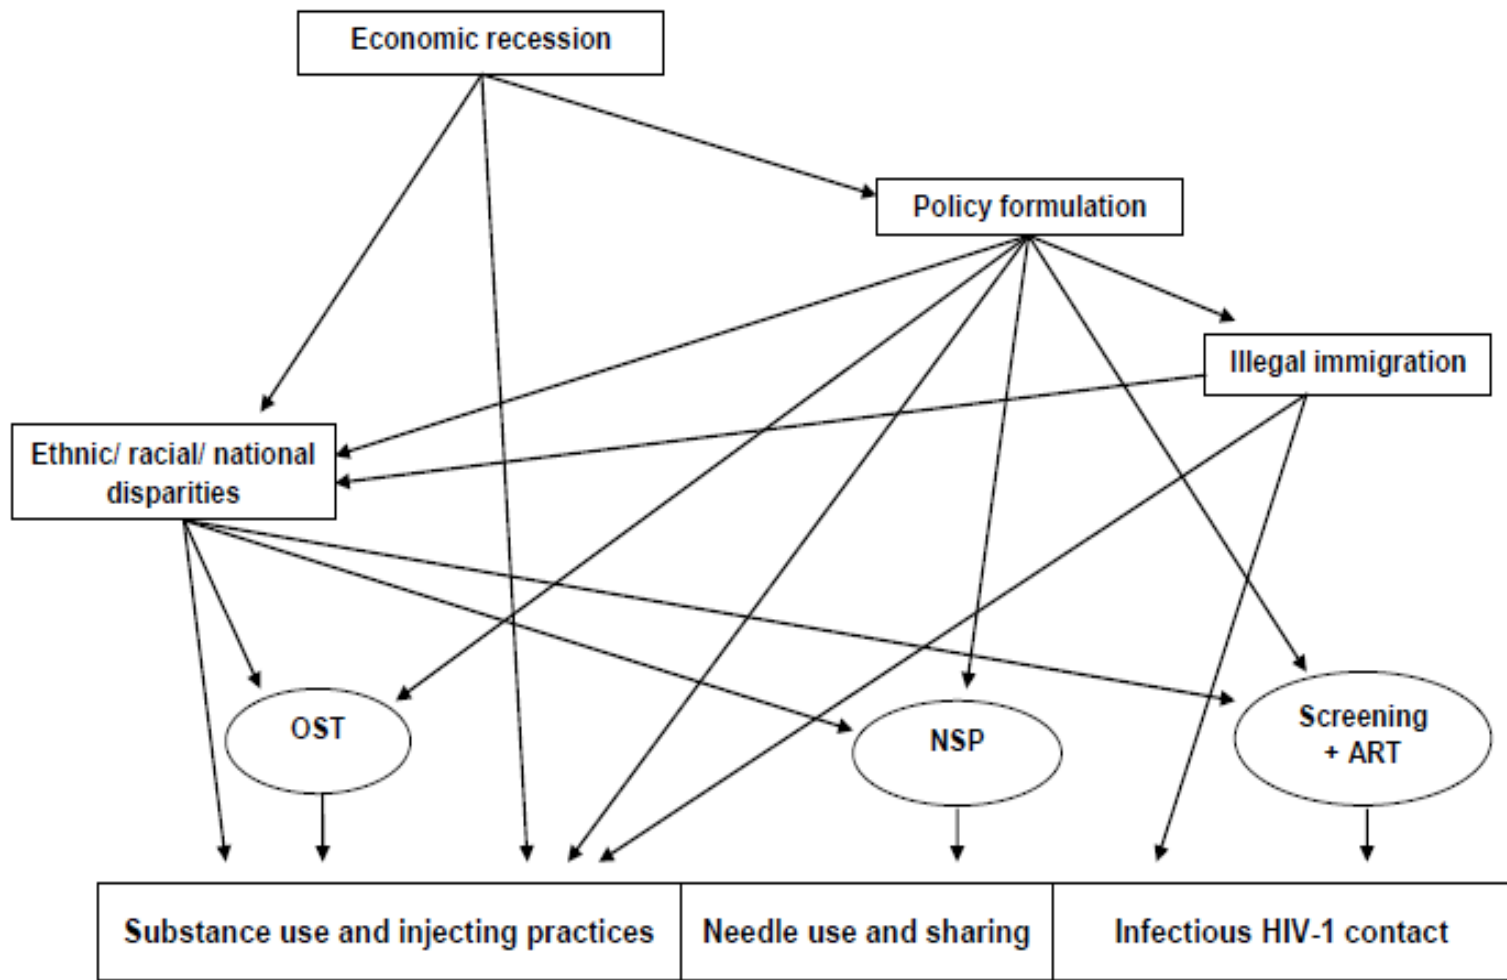 Economic recession
Policy formulation
Illegal immigration
Ethnic/ racial/ national
disparities
OST
NSP
Screening
+ ART
Substance use and injecting practices
Needle use and sharing
Infectious HIV-1 contact